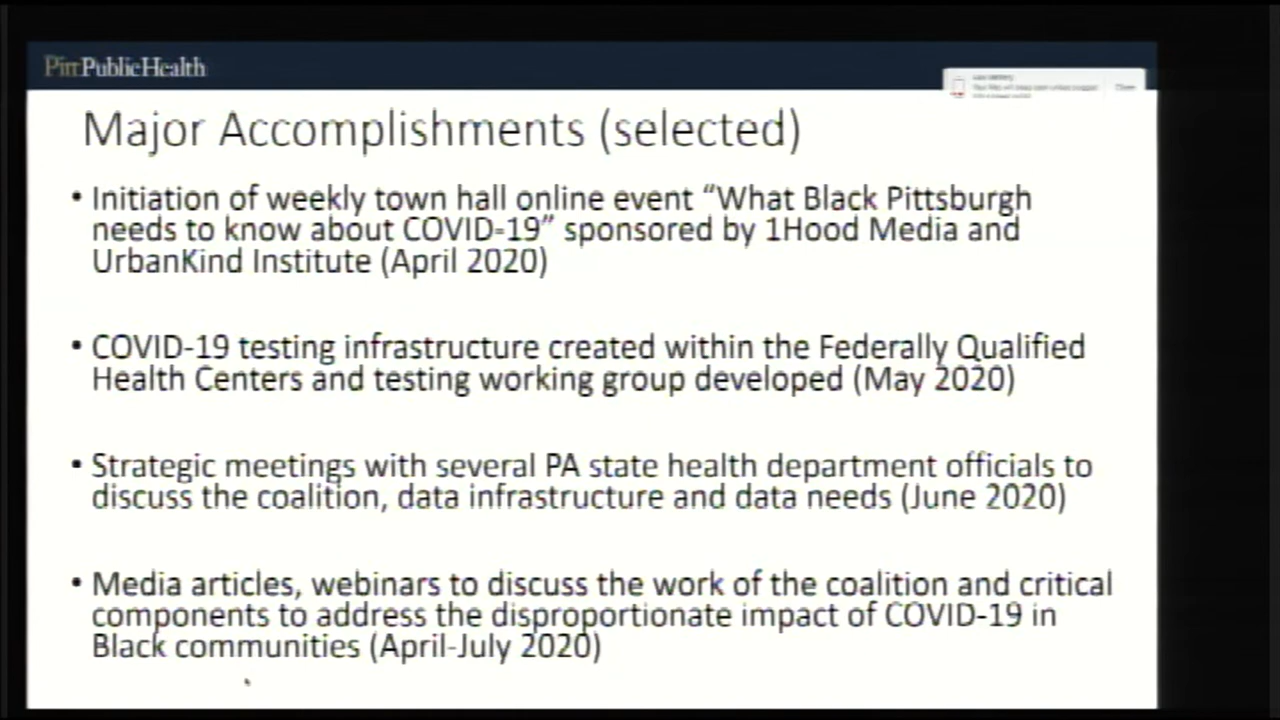 PittPublicHealth
Major Accomplishments (selected)
• Initiation of weekly town hall online event “What Black Pittsburgh
needs to know about COVID-19” sponsored by 1Hood Media and
UrbanKind Institute (April 2020)
• COVID-19 testing infrastructure created within the Federally Qualified
Health Centers and testing working group developed (May 2020)
• Strategic meetings with several PA state health department officials to
discuss the coalition, data infrastructure and data needs (June 2020)
• Media articles, webinars to discuss the work of the coalition and critical
components to address the disproportionate impact of COVID-19 in
Black communities (April-July 2020)